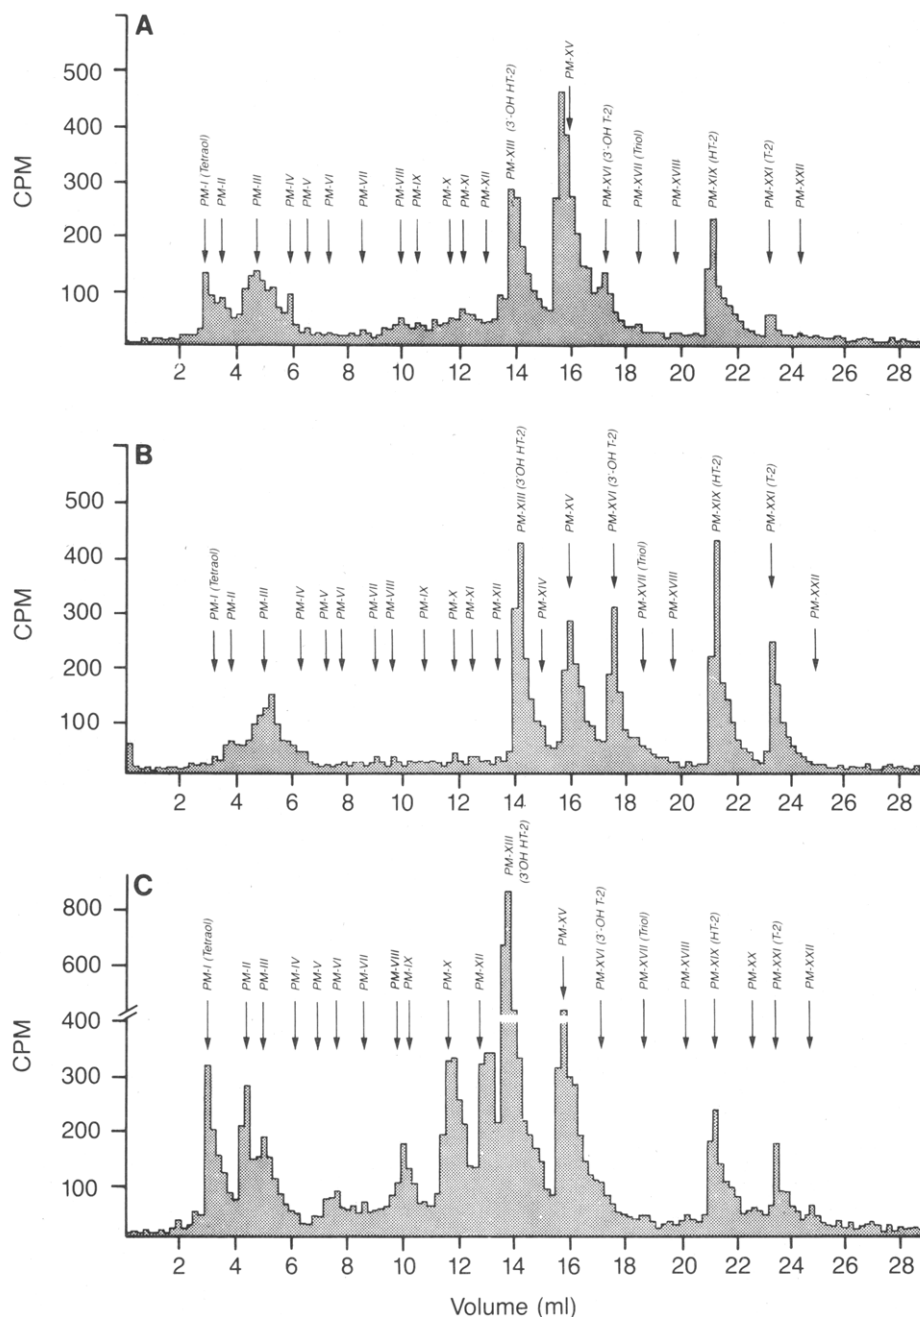 A
CPM
500
400
300
200
100
PM-I (Tetraol)
PM-II
PM-III
PM-IV
PM-V
PM-VI
PM-VII
PM-VIII
PM-IX
PM-X
PM-XI
PM-XII
PM-XIII (3'-OH HT-2)
PM-XV
PM-XVI (3'-OH T-2)
PM-XVII (Triol)
PM-XVIII
PM-XIX (HT-2)
PM-XXI (T-2)
PM-XXII
2 4 6 8 10 12 14 16 18 20 22 24 26 28
B
CPM
500
400
300
200
100
PM-I (Tetraol)
PM-II
PM-III
PM-IV
PM-V
PM-VI
PM-VII
PM-VIII
PM-IX
PM-X
PM-XI
PM-XII
PM-XIII (3'OH HT-2)
PM-XIV
PM-XV
PM-XVI (3'-OH T-2)
PM-XVII (Triol)
PM-XVIII
PM-XIX (HT-2)
PM-XXI (T-2)
PM-XXII
2 4 6 8 10 12 14 16 18 20 22 24 26 28
C
CPM
800
600
400
300
200
100
PM-I (Tetraol)
PM-II
PM-III
PM-IV
PM-V
PM-VI
PM-VII
PM-VIII
PM-IX
PM-X
PM-XII
PM-XIII
(3'OH HT-2)
PM-XV
PM-XVI (3'-OH T-2)
PM-XVII (Triol)
PM-XVIII
PM-XIX (HT-2)
PM-XX
PM-XXI (T-2)
PM-XXII
2 4 6 8 10 12 14 16 18 20 22 24 26 28
Volume (ml)